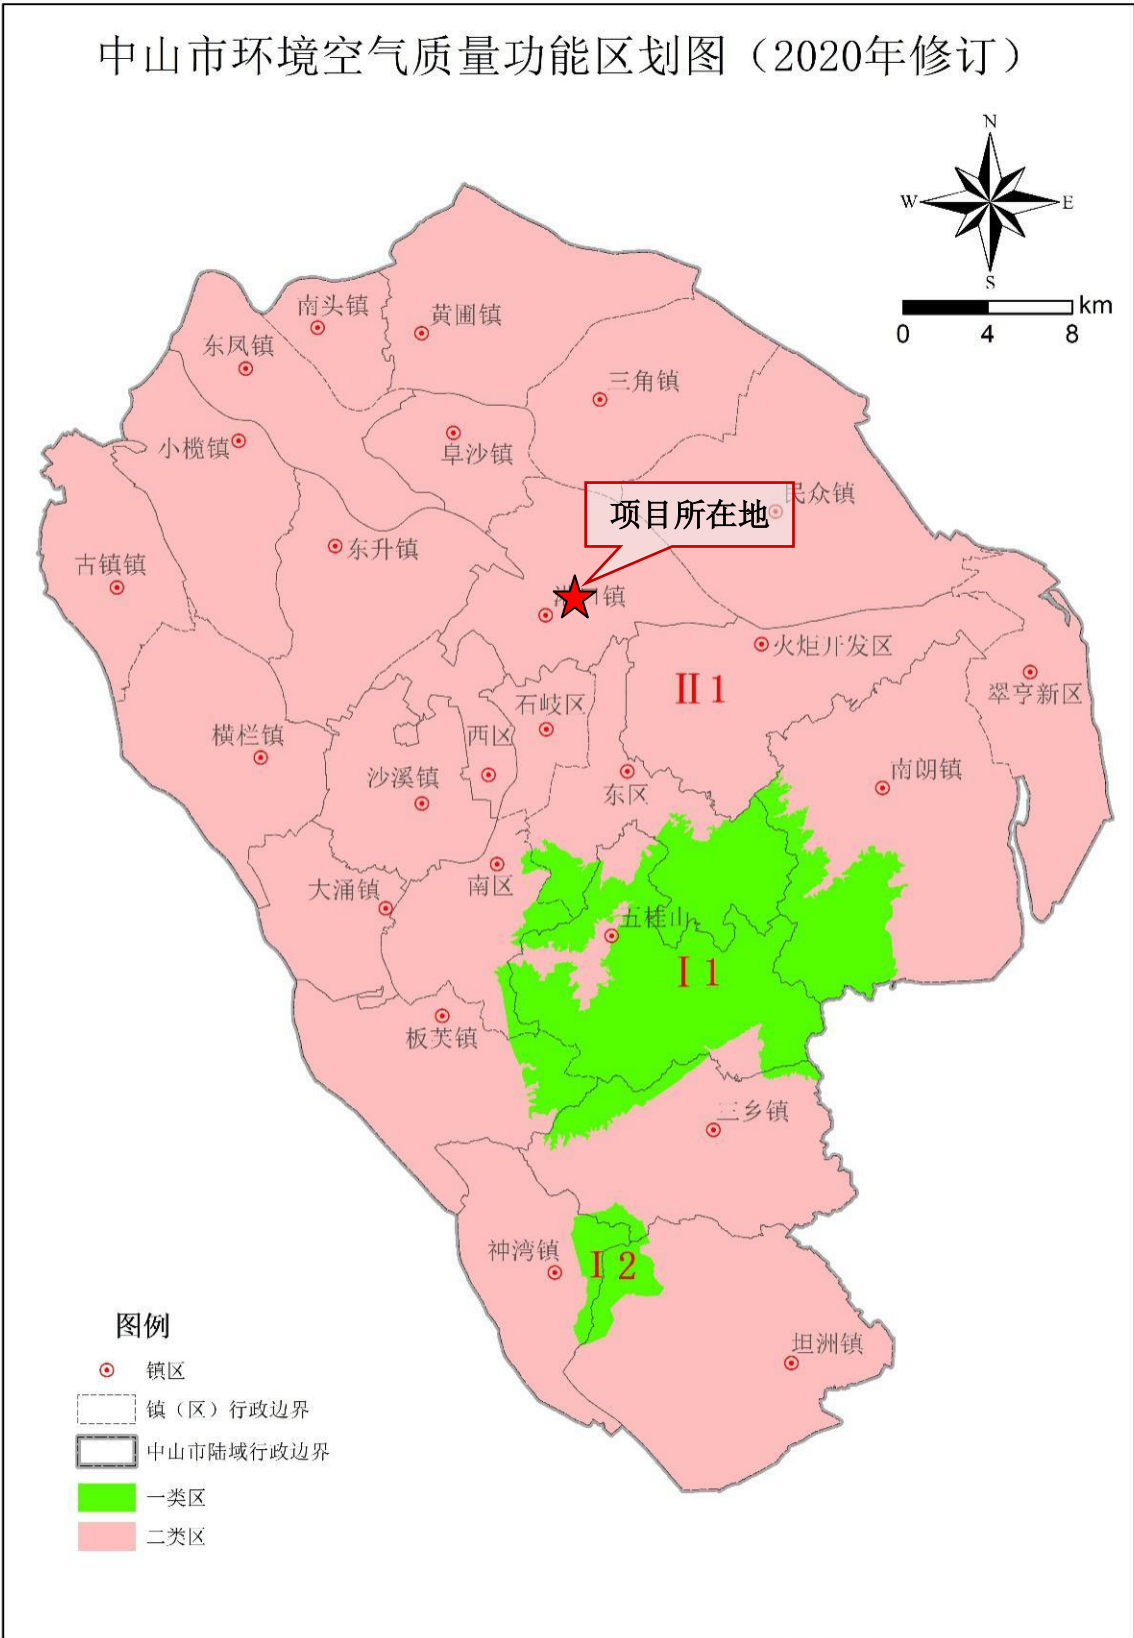 中山市环境空气质量功能区划图（2020年修订）
N
W
E
S
km
0 4 8
南头镇
黄圃镇
东凤镇
三角镇
小榄镇
阜沙镇
民众镇
项目所在地
东升镇
古镇镇
镇
火炬开发区
II 1
翠亨新区
石岐区
横栏镇
西区
沙溪镇
南朗镇
东区
南区
大涌镇
五桂山
I 1
板芙镇
三乡镇
神湾镇
I 2
坦洲镇
图例
镇区
镇（区）行政边界
中山市陆域行政边界
一类区
二类区